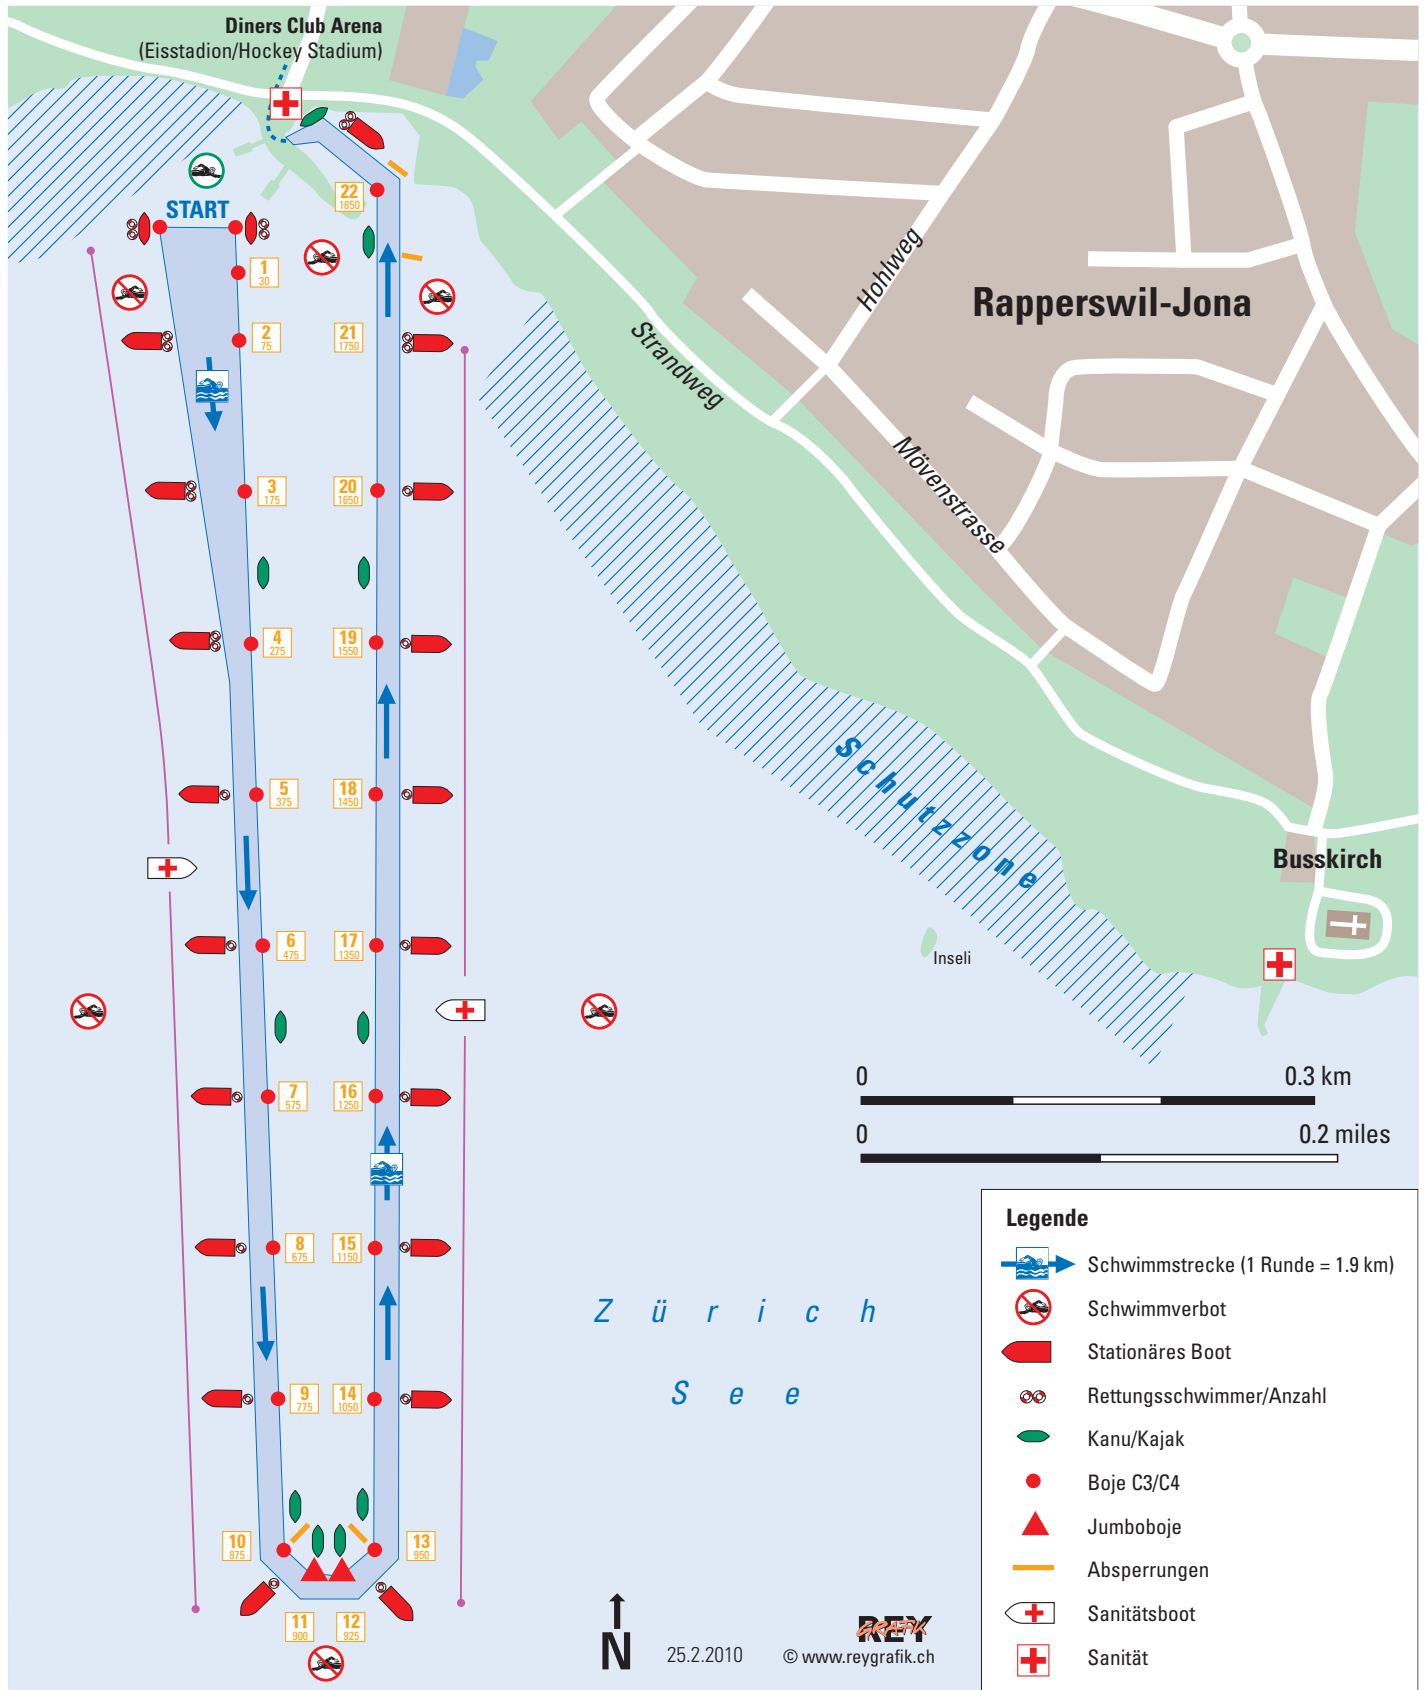 Diners Club Arena
(Eisstadion/Hockey Stadium)
START
22
1850
1
30
2
75
21
1750
3
175
20
1650
4
275
19
1550
5
375
18
1450
6
475
17
1350
7
575
16
1250
8
675
15
1150
9
775
14
1050
10
875
13
950
11
900
12
925
Hohlweg
Rapperswil-Jona
Strandweg
Mövenstrasse
Schutzzone
Busskirch
Inseli
0 0.3 km
0 0.2 miles
Zürich
See
Legende
Schwimmstrecke (1 Runde = 1.9 km)
Schwimmverbot
Stationäres Boot
Rettungsschwimmer/Anzahl
Kanu/Kajak
Boje C3/C4
Jumboboje
Absperrungen
Sanitätsboot
Sanität
N
25.2.2010
REY
GRAFIK
© www.reygrafik.ch